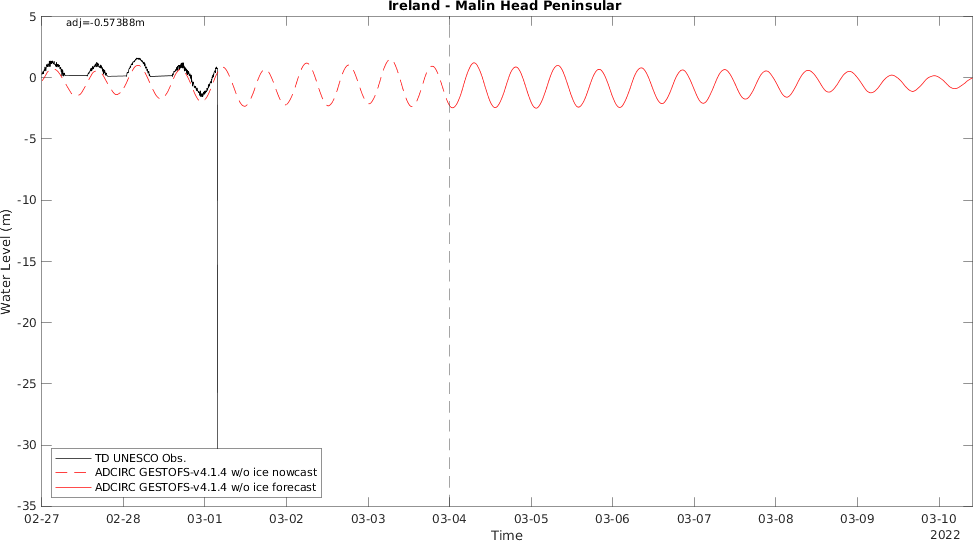 Ireland - Malin Head Peninsular
adj=-0.57388m
5
0
-5
-10
-15
-20
-25
-30
-35
Water Level (m)
TD UNESCO Obs.
ADCIRC GESTOFS-v4.1.4 w/o ice nowcast
ADCIRC GESTOFS-v4.1.4 w/o ice forecast
02-27 02-28 03-01 03-02 03-03 03-04 03-05 03-06 03-07 03-08 03-09 03-10
Time
2022